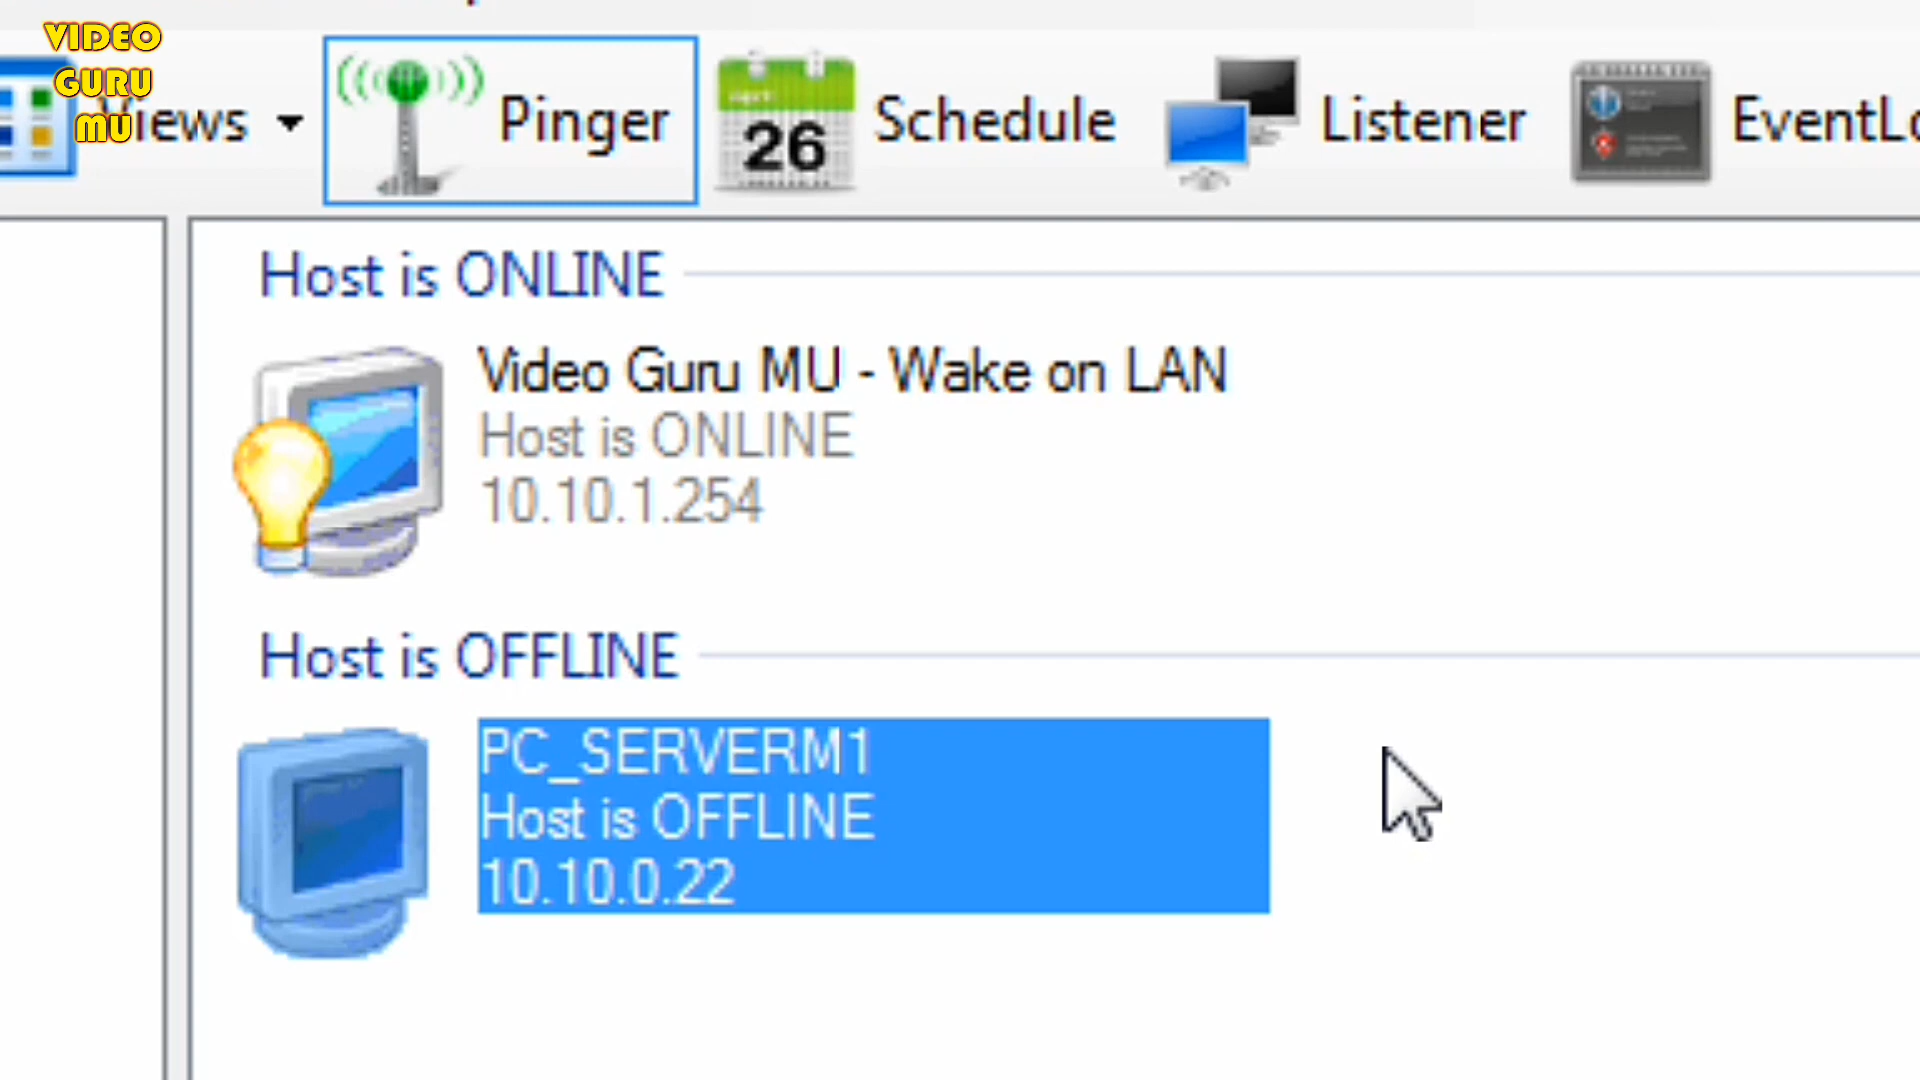 VIDEO
GURU
MU
Views
Pinger
26
Schedule
Listener
Host is ONLINE
Video Guru MU - Wake on LAN
Host is ONLINE
10.10.1.254
Host is OFFLINE
PC_SERVERM1
Host is OFFLINE
10.10.0.22